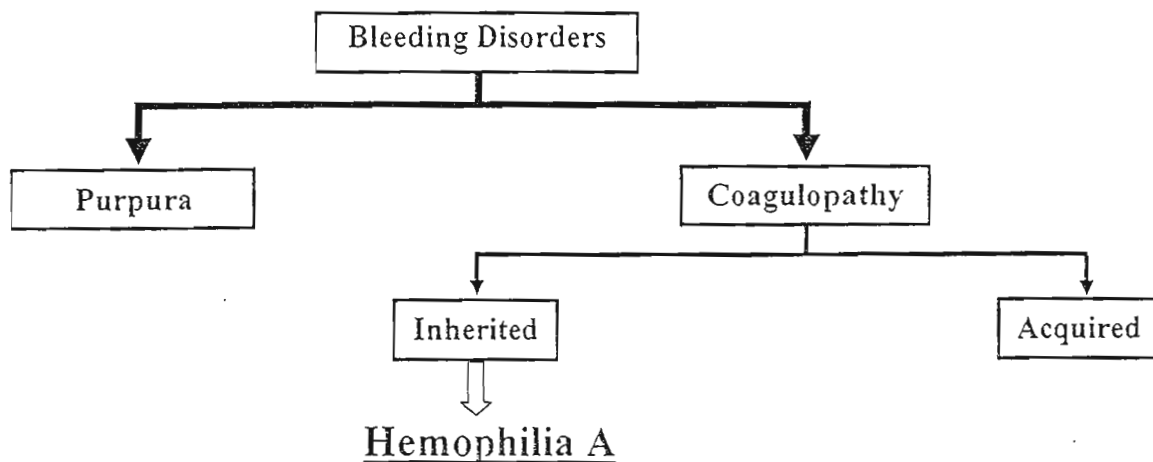 Bleeding Disorders
Purpura
Coagulopathy
Inherited
Acquired
Hemophilia A